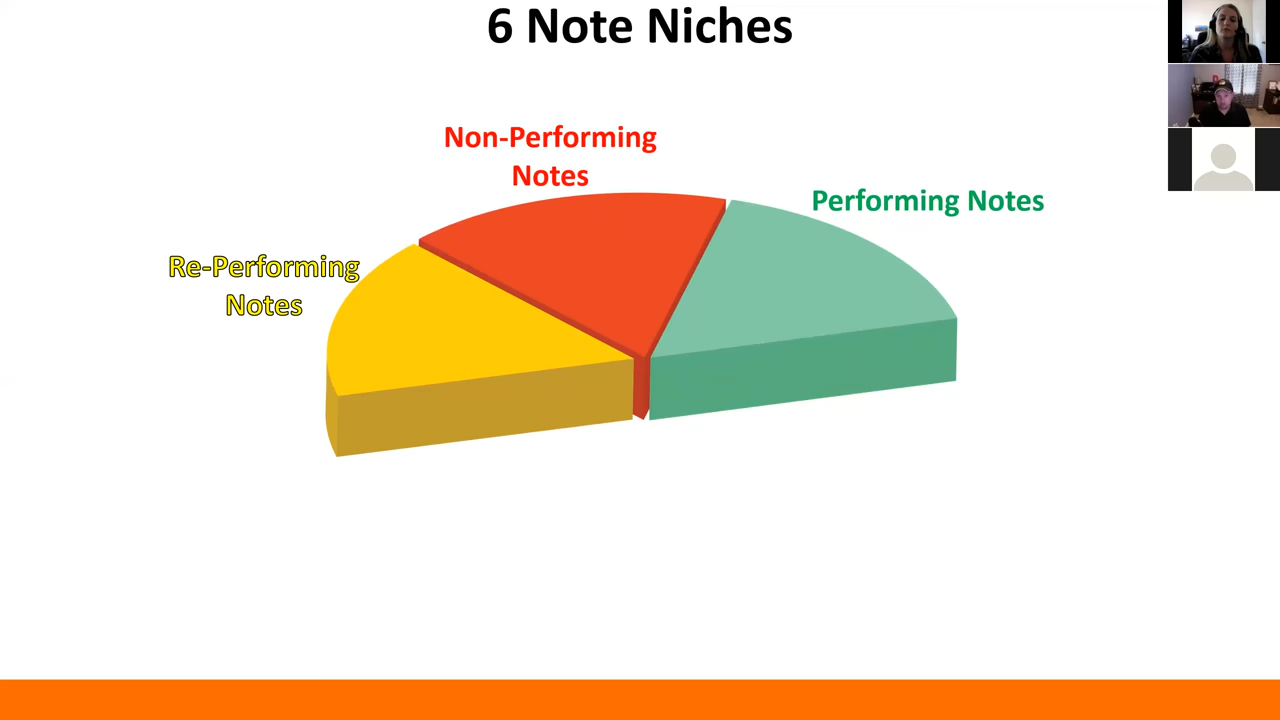 6 Note Niches
Non-Performing
Notes
Performing Notes
Re-Performing
Notes